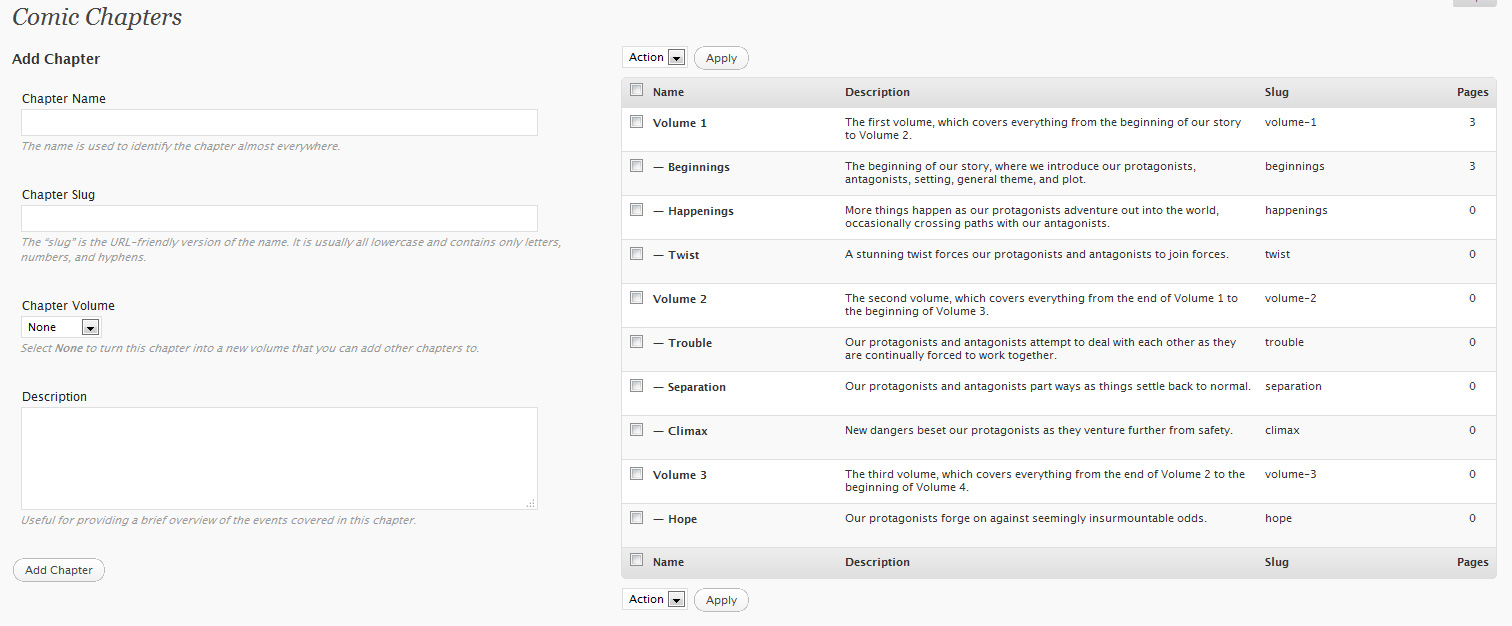 Comic Chapters
Add Chapter
Chapter Name
The name is used to identify the chapter almost everywhere.
Chapter Slug
The “slug” is the URL-friendly version of the name. It is usually all lowercase and contains only letters,
numbers, and hyphens.
Chapter Volume
None
Select None to turn this chapter into a new volume that you can add other chapters to.
Description
Useful for providing a brief overview of the events covered in this chapter.
Add Chapter
Action Apply
Name Description Slug Pages
Volume 1 The first volume, which covers everything from the beginning of our story volume-1 3
to Volume 2.
— Beginnings The beginning of our story, where we introduce our protagonists, beginnings 3
antagonists, setting, general theme, and plot.
— Happenings More things happen as our protagonists adventure out into the world, happenings 0
occasionally crossing paths with our antagonists.
— Twist A stunning twist forces our protagonists and antagonists to join forces. twist 0
Volume 2 The second volume, which covers everything from the end of Volume 1 to volume-2 0
the beginning of Volume 3.
— Trouble Our protagonists and antagonists attempt to deal with each other as they trouble 0
are continually forced to work together.
— Separation Our protagonists and antagonists part ways as things settle back to normal. separation 0
— Climax New dangers beset our protagonists as they venture further from safety. climax 0
Volume 3 The third volume, which covers everything from the end of Volume 2 to the volume-3 0
beginning of Volume 4.
— Hope Our protagonists forge on against seemingly insurmountable odds. hope 0
Name Description Slug Pages
Action Apply